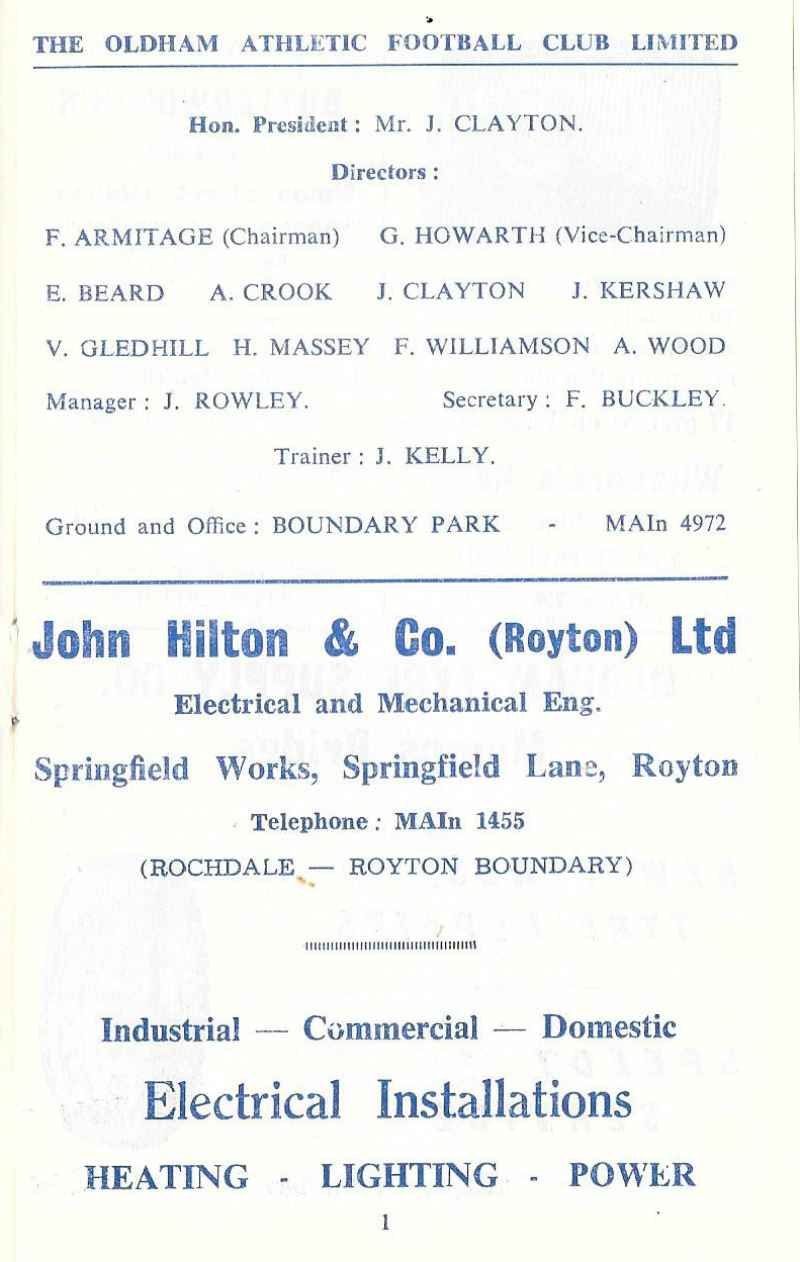 THE OLDHAM ATHLETIC FOOTBALL CLUB LIMITED
Hon. President : Mr. J. CLAYTON.
Directors :
F. ARMITAGE (Chairman) G. HOWARTH (Vice-Chairman)
E. BEARD A. CROOK J. CLAYTON J. KERSHAW
V. GLEDHILL H. MASSEY F. WILLIAMSON A. WOOD
Manager : J. ROWLEY. Secretary : F. BUCKLEY.
Trainer : J. KELLY.
Ground and Office : BOUNDARY PARK - MAIn 4972
John Hilton & Co. (Royton) Ltd
Electrical and Mechanical Eng.
Springfield Works, Springfield Lane, Royton
Telephone : MAIn 1455
(ROCHDALE — ROYTON BOUNDARY)
Industrial — Commercial — Domestic
Electrical Installations
HEATING - LIGHTING - POWER
1